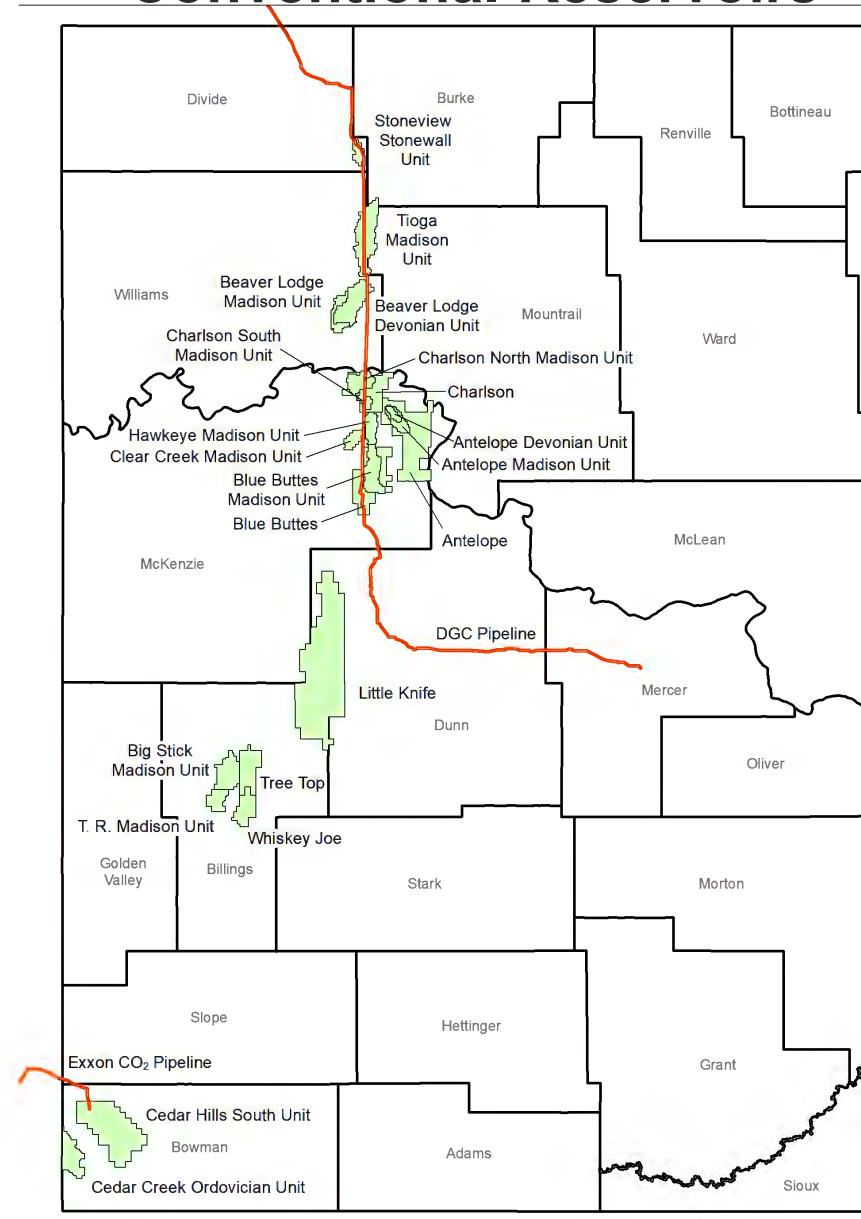 Divide
Burke
Renville
Bottineau
Stoneview
Stonewall
Unit
Tioga
Madison
Unit
Beaver Lodge
Madison Unit
Williams
Beaver Lodge
Devonian Unit
Mountrail
Ward
Charlson South
Madison Unit
Charlson North Madison Unit
Charlson
Hawkeye Madison Unit
Clear Creek Madison Unit
Antelope Devonian Unit
Antelope Madison Unit
Blue Buttes
Madison Unit
Blue Buttes
Antelope
McLean
McKenzie
DGC Pipeline
Little Knife
Mercer
Dunn
Big Stick
Madison Unit
Tree Top
Oliver
T. R. Madison Unit
Whiskey Joe
Golden
Valley
Billings
Stark
Morton
Slope
Hettinger
Exxon CO₂ Pipeline
Grant
Cedar Hills South Unit
Bowman
Adams
Cedar Creek Ordovician Unit
Sioux